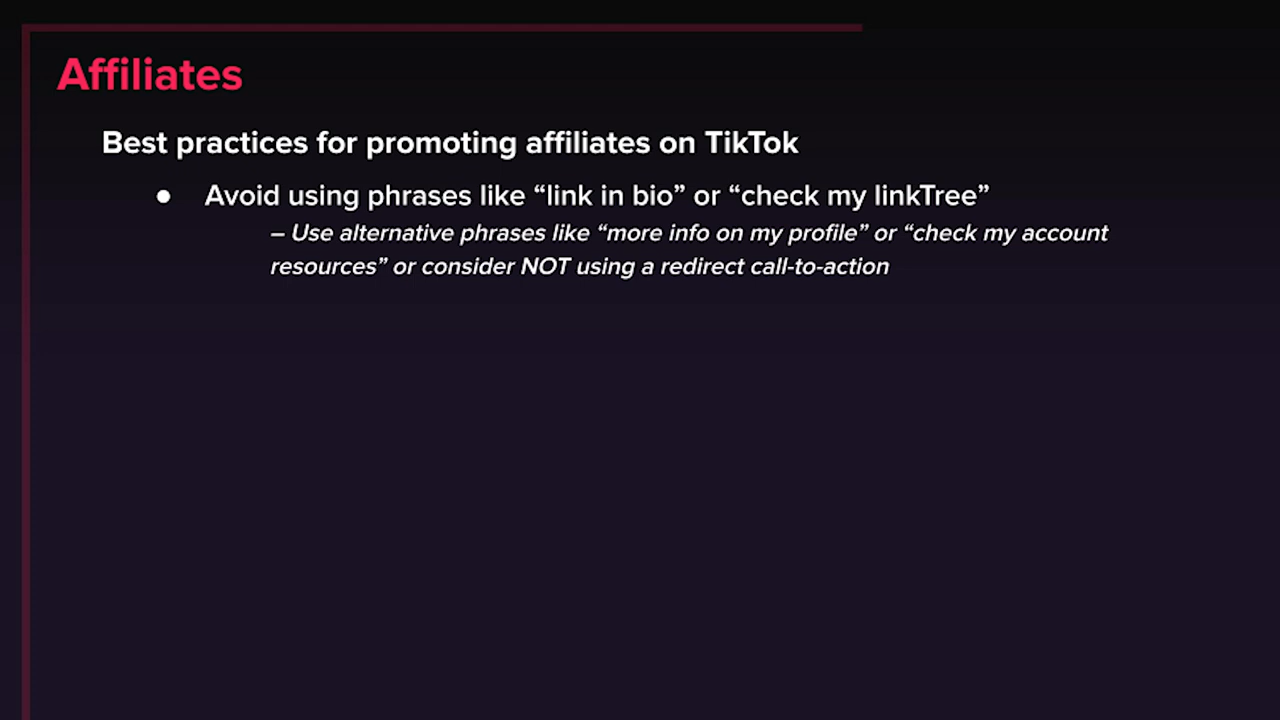 Affiliates
Best practices for promoting affiliates on TikTok
● Avoid using phrases like “link in bio” or “check my linkTree”
– Use alternative phrases like “more info on my profile” or “check my account
resources” or consider NOT using a redirect call-to-action